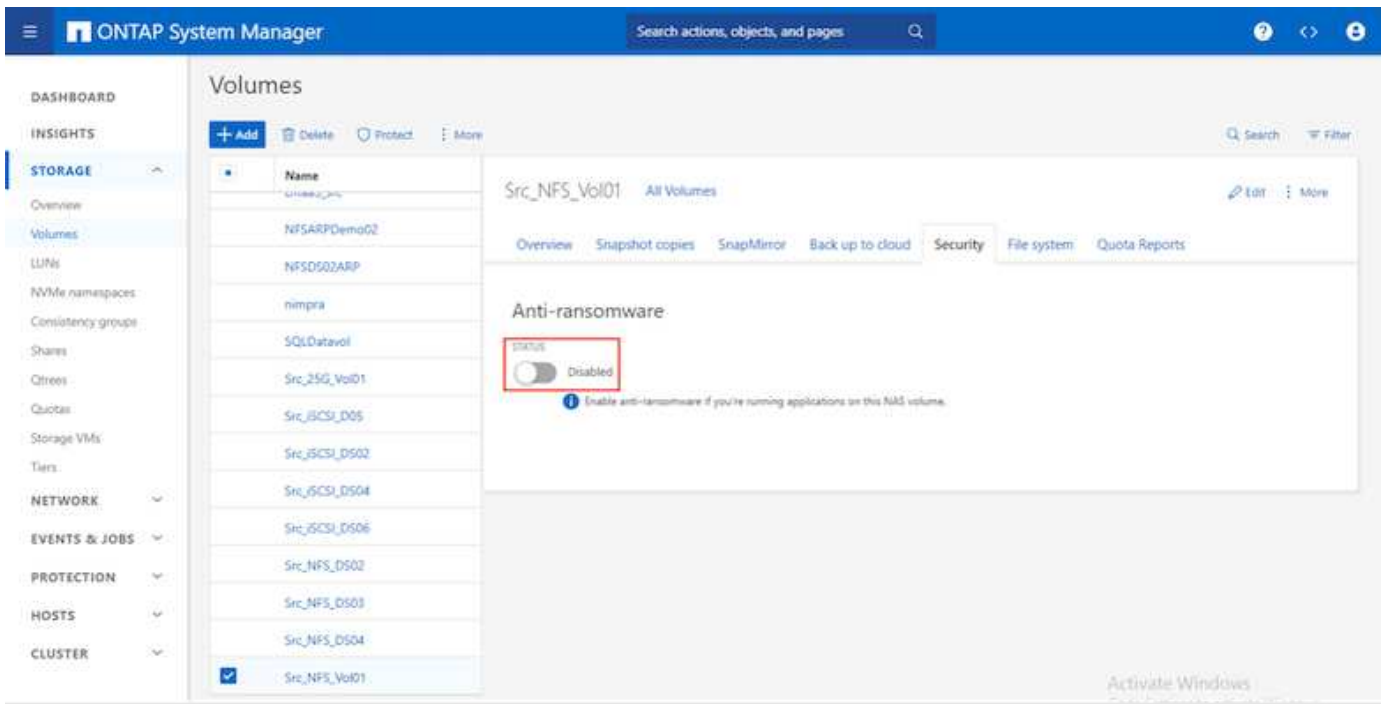 ONTAP System Manager
Search actions, objects, and pages
DASHBOARD
INSIGHTS
STORAGE
Overview
Volumes
LUNs
NVMe namespaces
Consistency groups
Shares
Qtrees
Quotas
Storage VMs
Tiers
NETWORK
EVENTS & JOBS
PROTECTION
HOSTS
CLUSTER
Volumes
+ Add Delete Protect More
Search Filter
Name
NFSARPDemo02
NFSDS02ARP
nimpra
SQLDatavol
Src_25G_Vol01
Src_iSCSI_DS02
Src_iSCSI_DS04
Src_iSCSI_DS06
Src_NFS_DS02
Src_NFS_DS03
Src_NFS_DS04
Src_NFS_Vol01
Src_NFS_Vol01 All Volumes
Edit More
Overview Snapshot copies SnapMirror Back up to cloud Security File system Quota Reports
Anti-ransomware
STATUS
Disabled
Enable anti-ransomware if you're running applications on this NAS volume.
Activate Windows